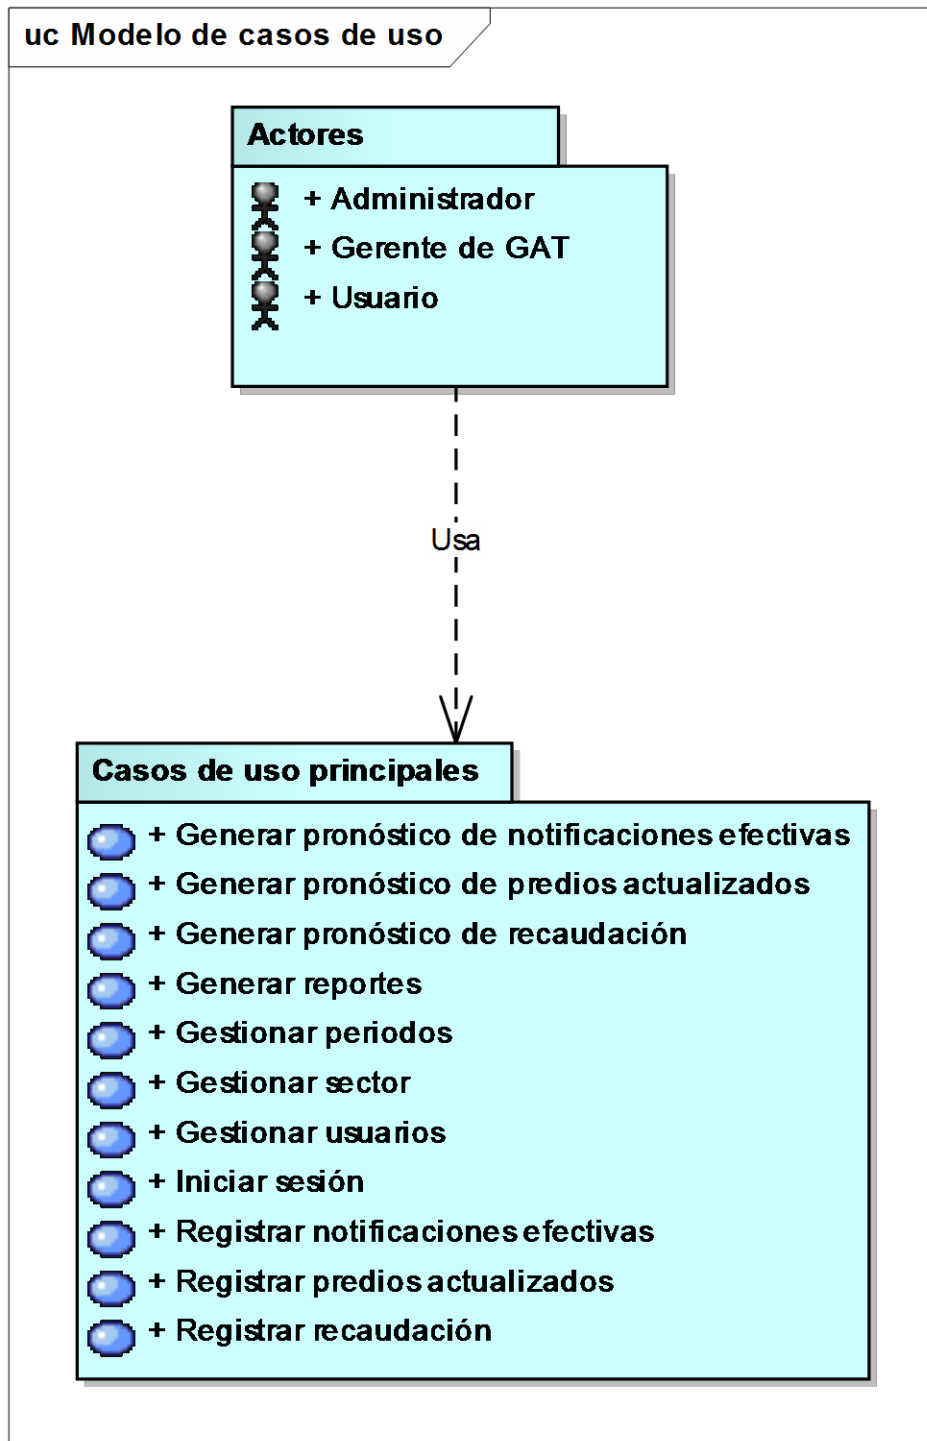 uc Modelo de casos de uso
Actores
+ Administrador
+ Gerente de GAT
+ Usuario
Usa
Casos de uso principales
+ Generar pronóstico de notificaciones efectivas
+ Generar pronóstico de predios actualizados
+ Generar pronóstico de recaudación
+ Generar reportes
+ Gestionar periodos
+ Gestionar sector
+ Gestionar usuarios
+ Iniciar sesión
+ Registrar notificaciones efectivas
+ Registrar predios actualizados
+ Registrar recaudación